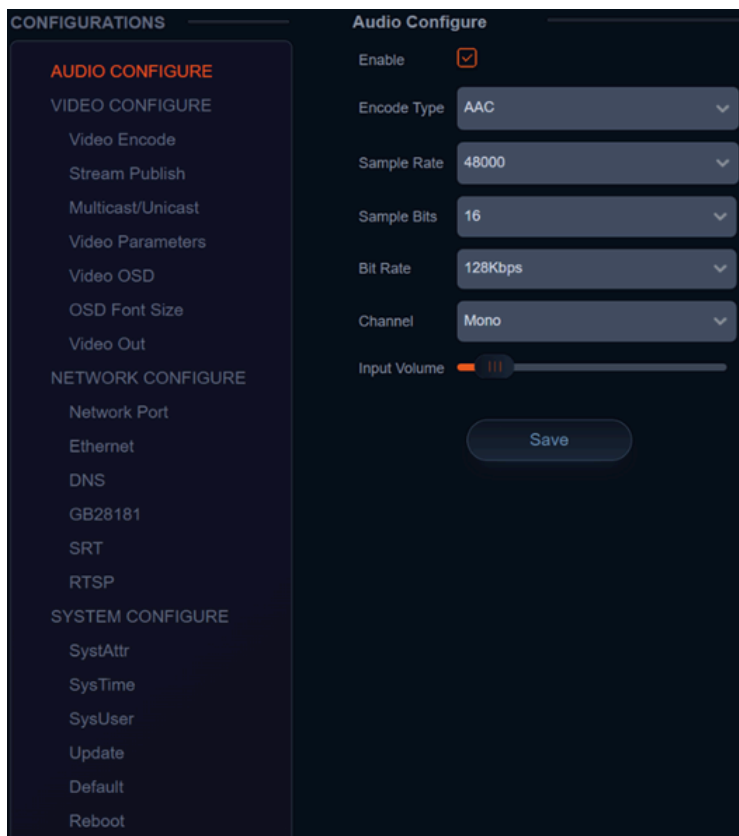 CONFIGURATIONS
AUDIO CONFIGURE
VIDEO CONFIGURE
Video Encode
Stream Publish
Multicast/Unicast
Video Parameters
Video OSD
OSD Font Size
Video Out
NETWORK CONFIGURE
Network Port
Ethernet
DNS
GB28181
SRT
RTSP
SYSTEM CONFIGURE
SystAttr
SysTime
SysUser
Update
Default
Reboot
Audio Configure
Enable
Encode Type AAC
Sample Rate 48000
Sample Bits 16
Bit Rate 128Kbps
Channel Mono
Input Volume
Save